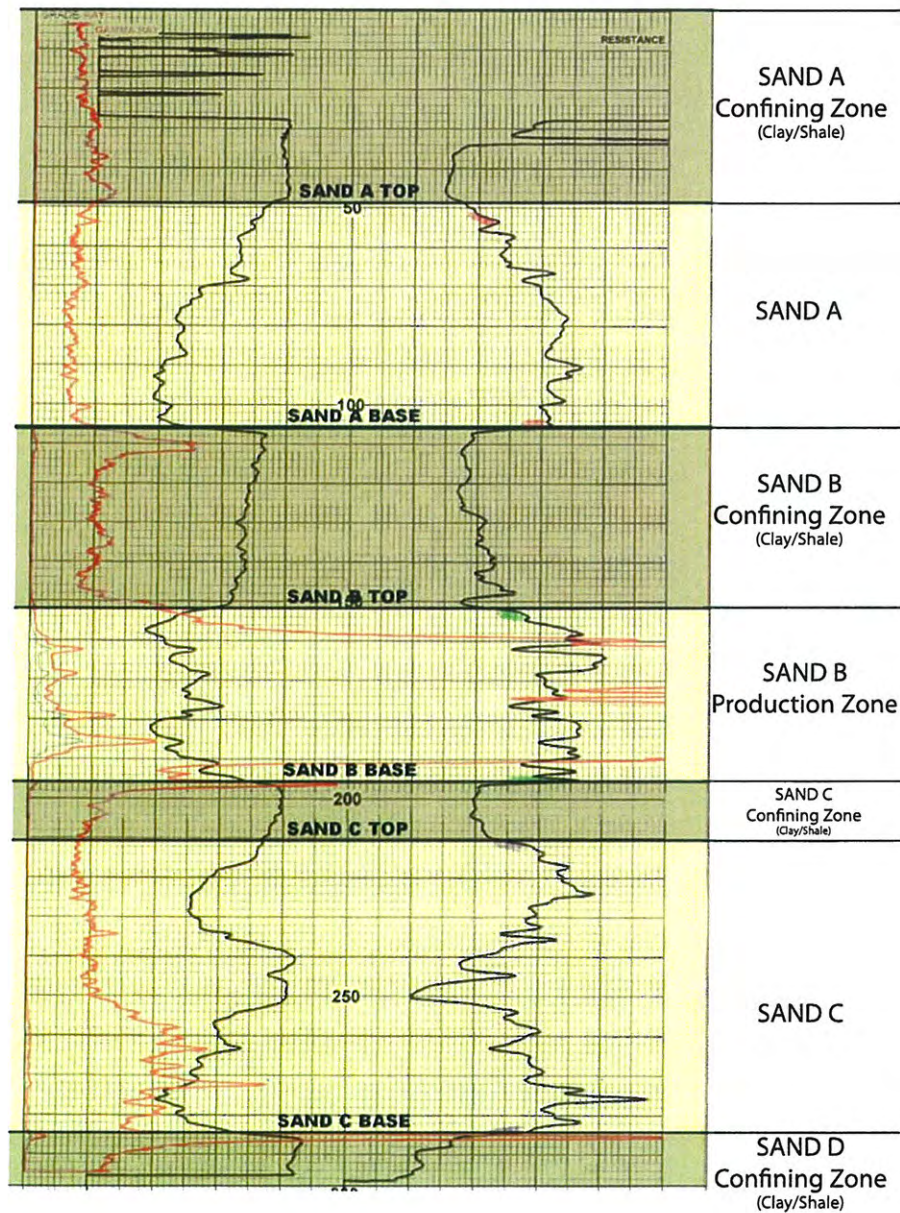 GAMMA RAY
RESISTANCE
SAND A
Confining Zone
(Clay/Shale)
SAND A TOP
50
SAND A
100
SAND A BASE
SAND B
Confining Zone
(Clay/Shale)
SAND B TOP
150
SAND B
Production Zone
SAND B BASE
SAND C
Confining Zone
(Clay/Shale)
200
SAND C TOP
250
SAND C
SAND C BASE
SAND D
Confining Zone
(Clay/Shale)